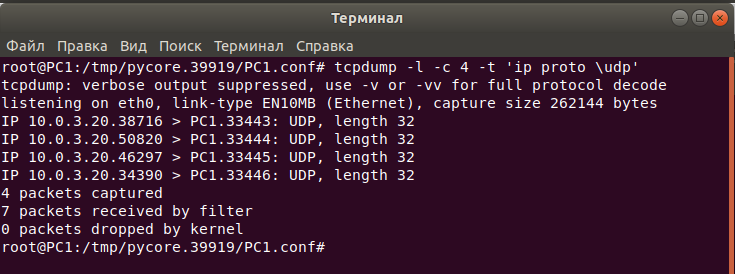 Терминал
Файл Правка Вид Поиск Терминал Справка
root@PC1:/tmp/pycore.39919/PC1.conf# tcpdump -l -c 4 -t 'ip proto \udp'
tcpdump: verbose output suppressed, use -v or -vv for full protocol decode
listening on eth0, link-type EN10MB (Ethernet), capture size 262144 bytes
IP 10.0.3.20.38716 > PC1.33443: UDP, length 32
IP 10.0.3.20.50820 > PC1.33444: UDP, length 32
IP 10.0.3.20.46297 > PC1.33445: UDP, length 32
IP 10.0.3.20.34390 > PC1.33446: UDP, length 32
4 packets captured
7 packets received by filter
0 packets dropped by kernel
root@PC1:/tmp/pycore.39919/PC1.conf#